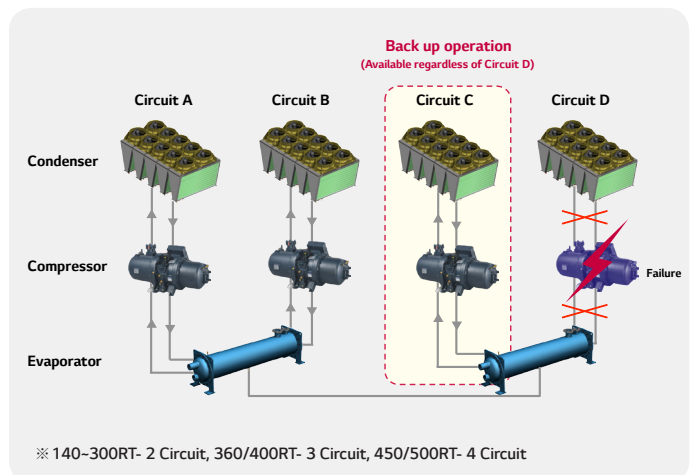 Back up operation
(Available regardless of Circuit D)
Circuit A
Circuit B
Circuit C
Circuit D
Condenser
Compressor
Failure
Evaporator
※ 140~300RT- 2 Circuit, 360/400RT- 3 Circuit, 450/500RT- 4 Circuit